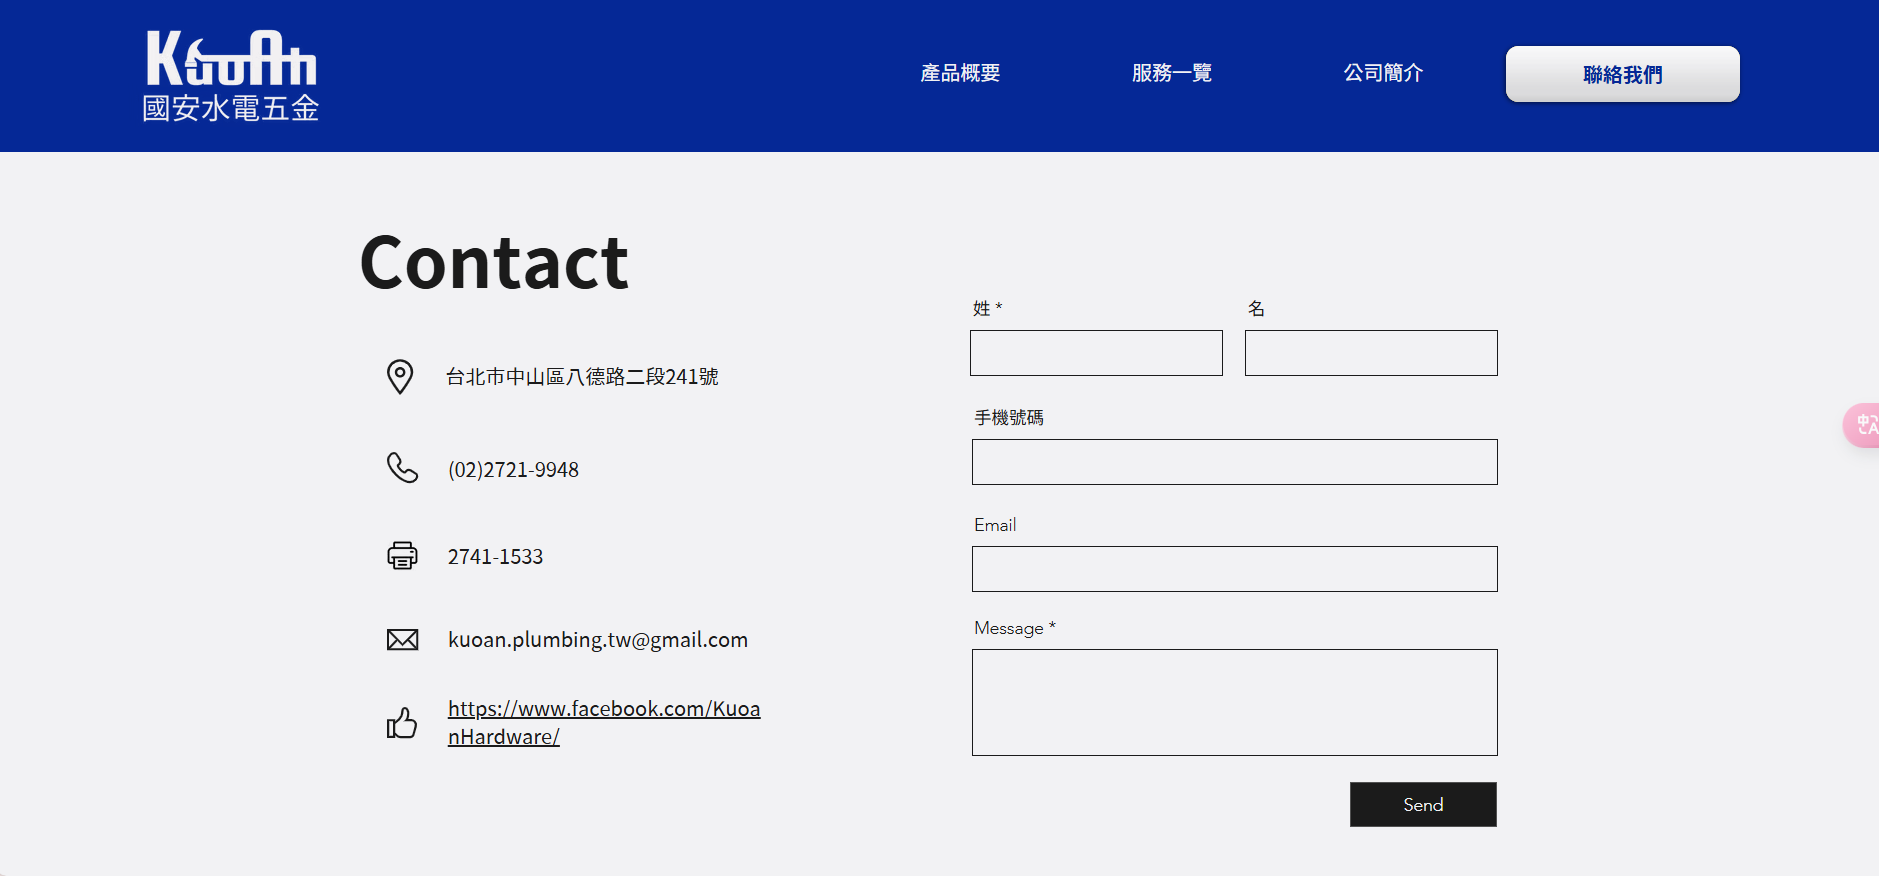 KuoAn
國安水電五金
產品概要
服務一覽
公司簡介
聯絡我們
Contact
台北市中山區八德路二段241號
(02)2721-9948
2741-1533
kuoan.plumbing.tw@gmail.com
https://www.facebook.com/Kuoa
nHardware/
姓 *
名
手機號碼
Email
Message *
Send
中
A